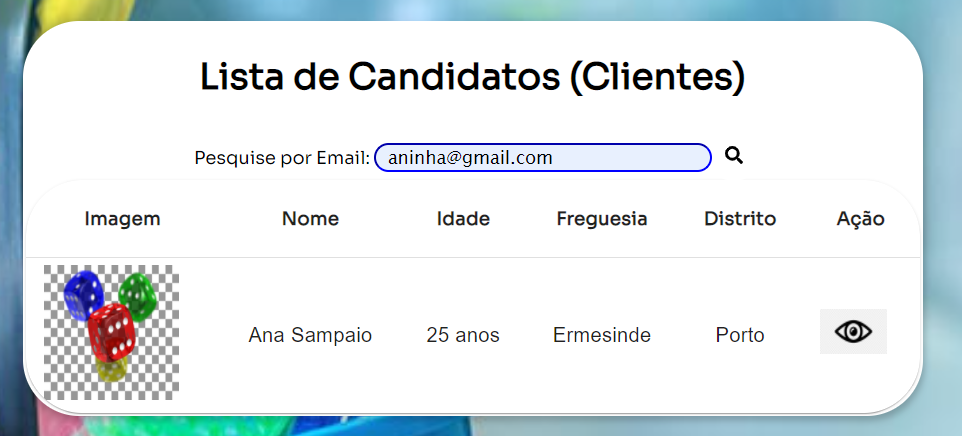 Lista de Candidatos (Clientes)
Pesquise por Email: aninha@gmail.com
Imagem Nome Idade Freguesia Distrito Ação
Ana Sampaio 25 anos Ermesinde Porto